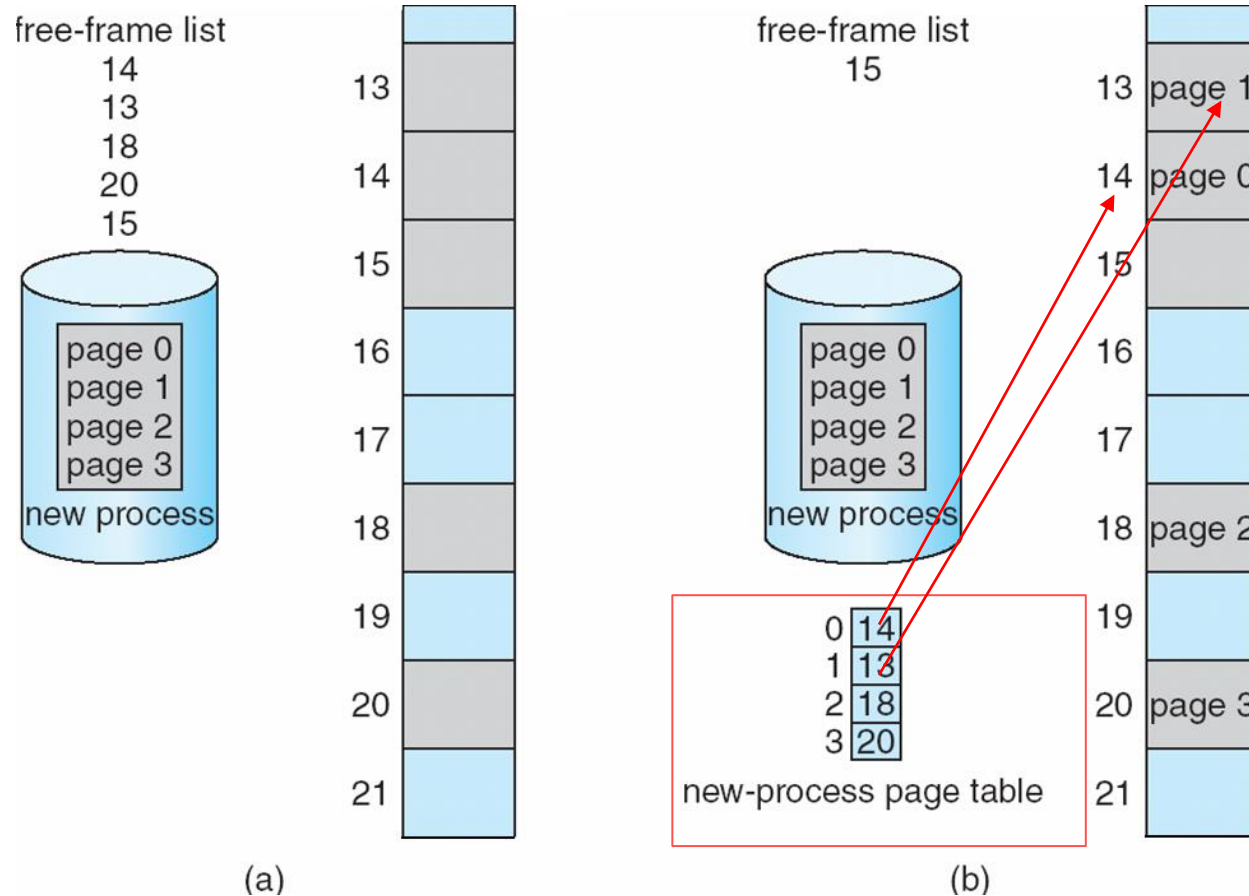 free-frame list
14
13
18
20
15
page 0
page 1
page 2
page 3
new process
13
14
15
16
17
18
19
20
21
(a)
free-frame list
15
page 0
page 1
page 2
page 3
new process
0 14
1 13
2 18
3 20
new-process page table
13 page 1
14 page 0
15
16
17
18 page 2
19
20 page 3
21
(b)